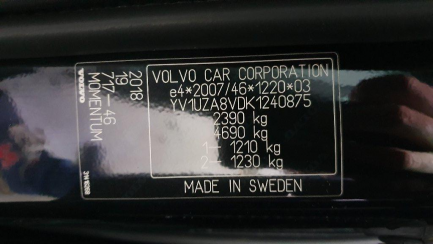 VOLVO CAR CORPORATION
e4*2007/46*1220*03
YV1UZA8VDK1240875
2390 kg
4690 kg
1– 1210 kg
2– 1230 kg
MADE IN SWEDEN
2018
19
717–46
MOMENTUM
VOLVO